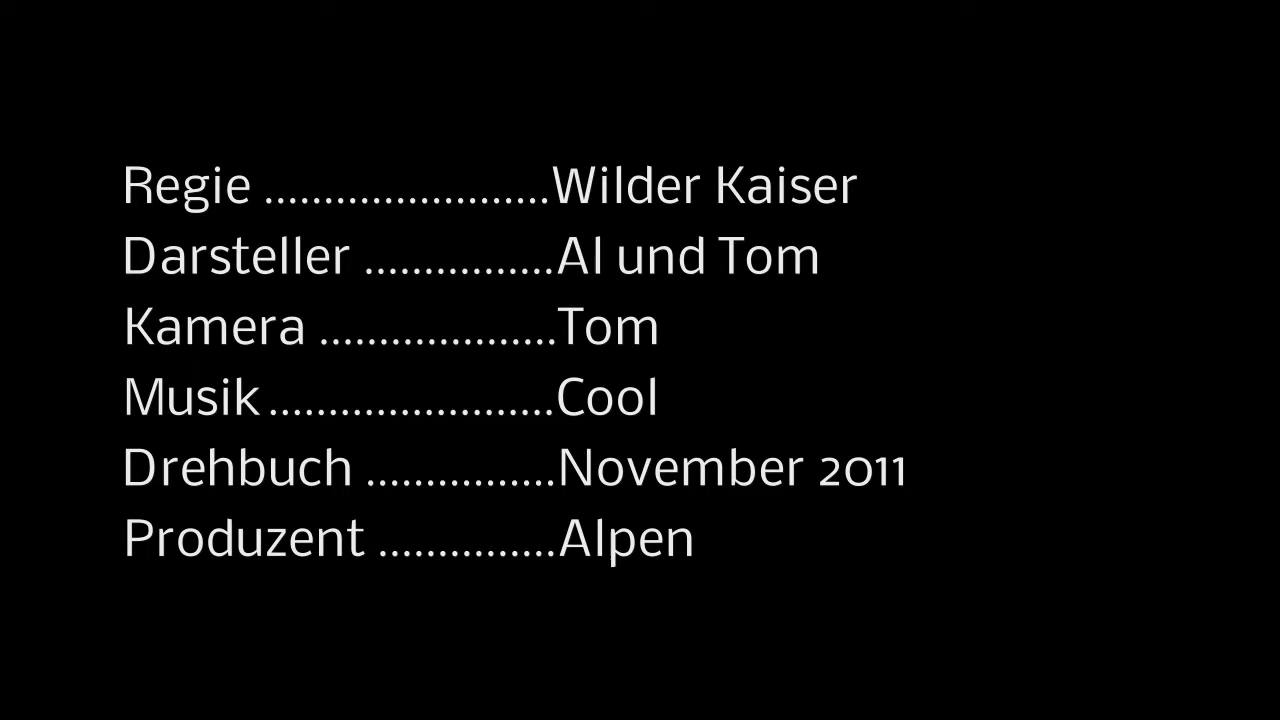 Regie ........................Wilder Kaiser
Darsteller ................Al und Tom
Kamera ....................Tom
Musik ........................Cool
Drehbuch ................November 2011
Produzent ...............Alpen